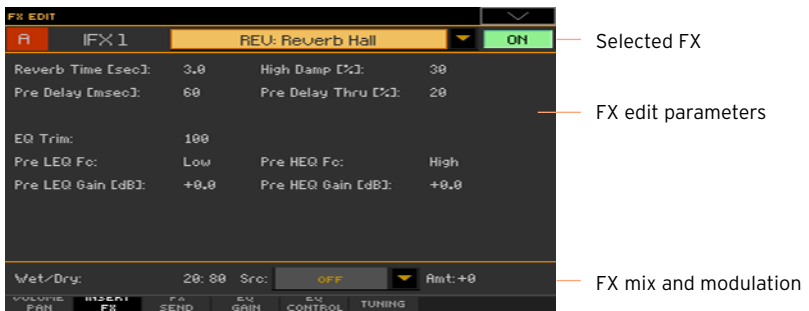 FX EDIT
A IFX 1 REV: Reverb Hall ON
Selected FX
Reverb Time [sec]: 3.0 High Damp [%]: 30
Pre Delay [msec]: 60 Pre Delay Thru [%]: 20
FX edit parameters
EQ Trim: 100
Pre LEQ Fc: Low Pre HEQ Fc: High
Pre LEQ Gain [dB]: +0.0 Pre HEQ Gain [dB]: +0.0
Wet/Dry: 20:80 Src: OFF Amt:+0
FX mix and modulation
VOLUME INSERT FX EQ EQ
PAN FX SEND GAIN CONTROL TUNING